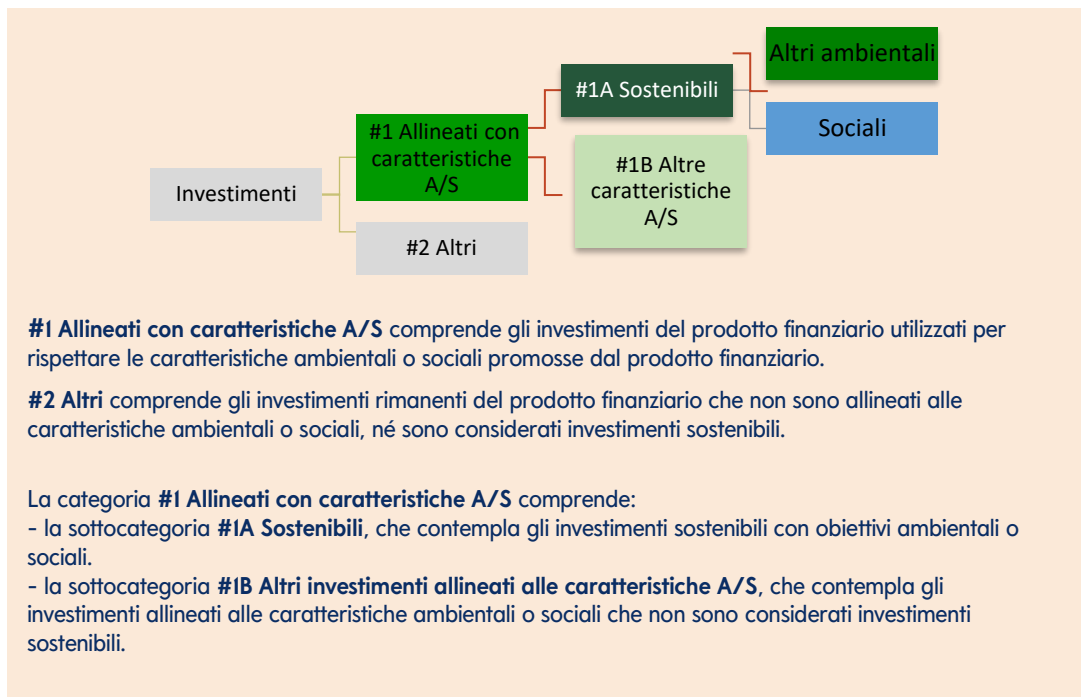 Altri ambientali
#1A Sostenibili
Sociali
#1 Allineati con
caratteristiche
A/S
#1B Altre
caratteristiche
A/S
Investimenti
#2 Altri
#1 Allineati con caratteristiche A/S comprende gli investimenti del prodotto finanziario utilizzati per
rispettare le caratteristiche ambientali o sociali promosse dal prodotto finanziario.
#2 Altri comprende gli investimenti rimanenti del prodotto finanziario che non sono allineati alle
caratteristiche ambientali o sociali, né sono considerati investimenti sostenibili.
La categoria #1 Allineati con caratteristiche A/S comprende:
- la sottocategoria #1A Sostenibili, che contempla gli investimenti sostenibili con obiettivi ambientali o
sociali.
- la sottocategoria #1B Altri investimenti allineati alle caratteristiche A/S, che contempla gli
investimenti allineati alle caratteristiche ambientali o sociali che non sono considerati investimenti
sostenibili.